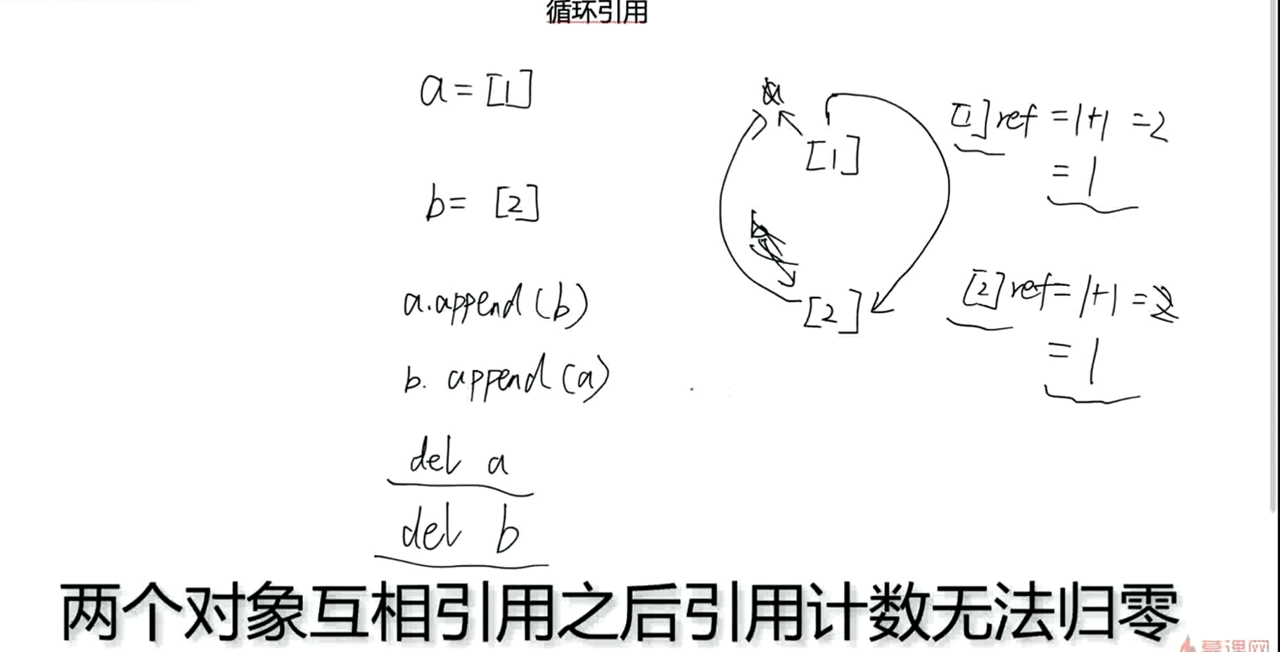 循环引用
a = [1]
b = [2]
a.append(b)
b. append(a)
del a
del b
a
[1]
b
[2]
[1] ref = 1+1 = 2
= 1
[2] ref = 1+1 = 2
= 1
两个对象互相引用之后引用计数无法归零
慕课网